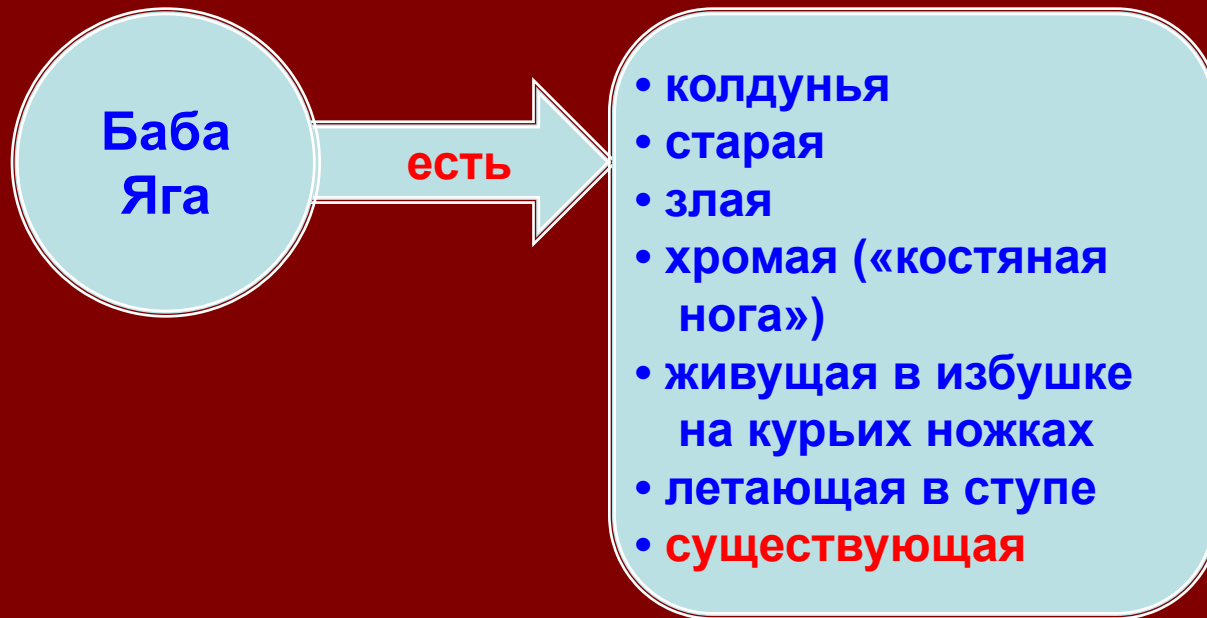 Баба
Яга
есть
• колдунья
• старая
• злая
• хромая («костяная
нога»)
• живущая в избушке
на курьих ножках
• летающая в ступе
• существующая